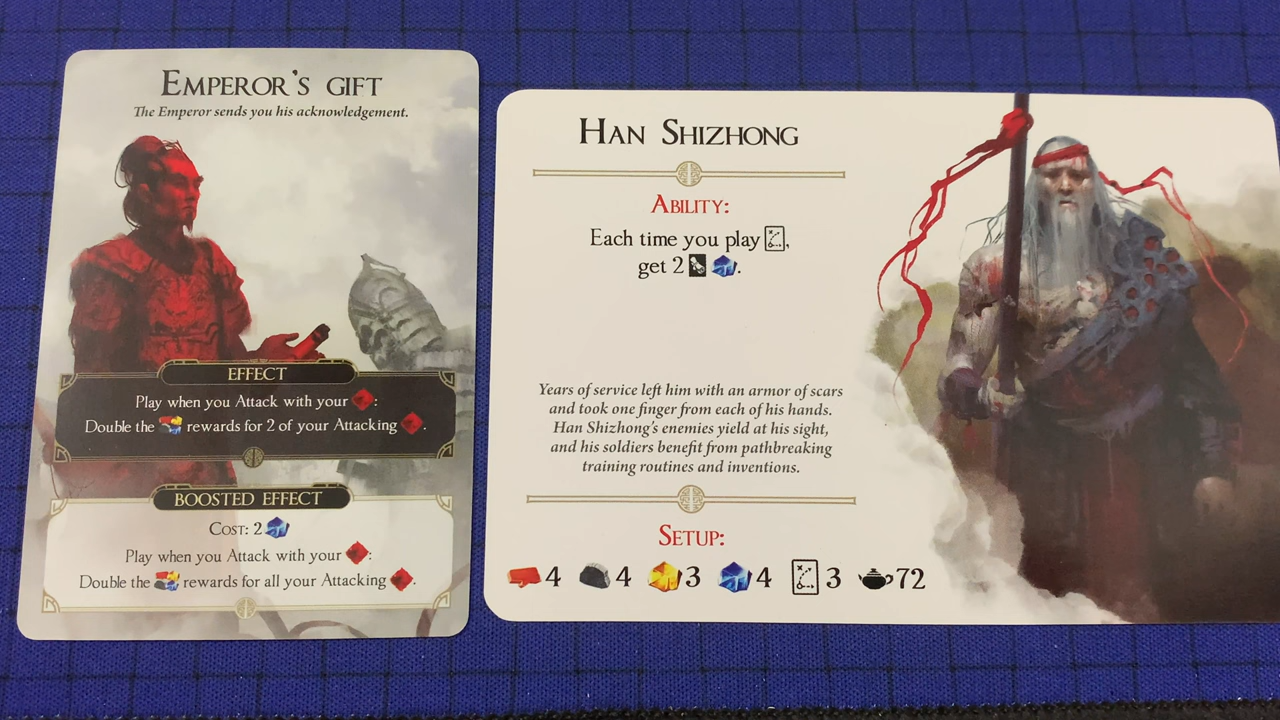 EMPEROR'S GIFT
The Emperor sends you his acknowledgement.
EFFECT
Play when you Attack with your :
Double the rewards for 2 of your Attacking .
BOOSTED EFFECT
COST: 2
Play when you Attack with your :
Double the rewards for all your Attacking .
HAN SHIZHONG
ABILITY:
Each time you play ,
get 2 .
Years of service left him with an armor of scars
and took one finger from each of his hands.
Han Shizhong's enemies yield at his sight,
and his soldiers benefit from pathbreaking
training routines and inventions.
SETUP:
4 4 3 4 3 72